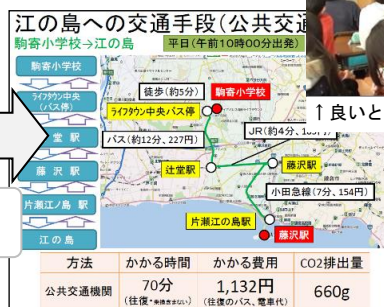 江の島への交通手段(公共交通
駒寄小学校→江の島
平日(午前10時00分出発)
駒寄小学校
ライフタウン中央
(バス停)
堂 駅
藤 沢 駅
片瀬江ノ島 駅
江 の 島
徒歩(約5分)
駒寄小学校
ライフタウン中央バス停
↑良いと
バス(約12分、227円)
JR(約4分、
辻堂駅
藤沢駅
小田急線(7分、154円)
片瀬江の島駅
藤沢駅
方法 かかる時間 かかる費用 CO2排出量
公共交通機関 70分 1,132円 660g
(往復・乗換含まない) (往復のバス、電車代)